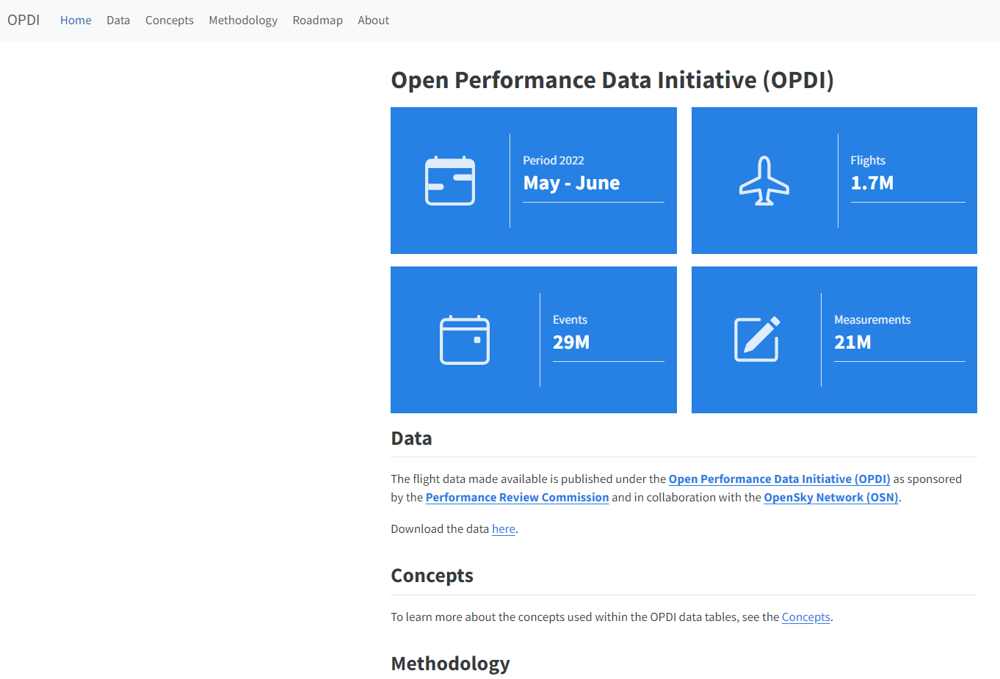 OPDI Home Data Concepts Methodology Roadmap About
Open Performance Data Initiative (OPDI)
Period 2022
May - June
Flights
1.7M
Events
29M
Measurements
21M
Data
The flight data made available is published under the Open Performance Data Initiative (OPDI) as sponsored
by the Performance Review Commission and in collaboration with the OpenSky Network (OSN).
Download the data here.
Concepts
To learn more about the concepts used within the OPDI data tables, see the Concepts.
Methodology